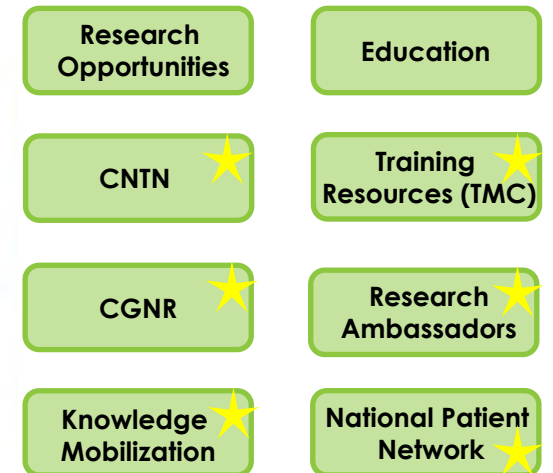 Research
Opportunities
Education
CNTN
Training
Resources (TMC)
CGNR
Research
Ambassadors
Knowledge
Mobilization
National Patient
Network